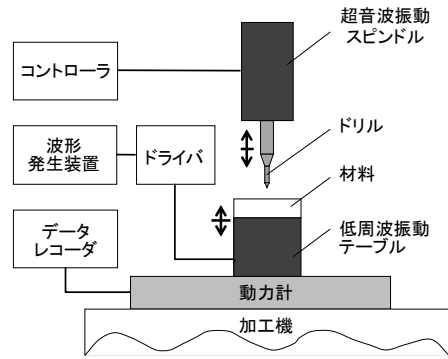 超音波振動
スピンドル
コントローラ
ドリル
波形
発生装置
ドライバ
材料
データ
レコーダ
低周波振動
テーブル
動力計
加工機